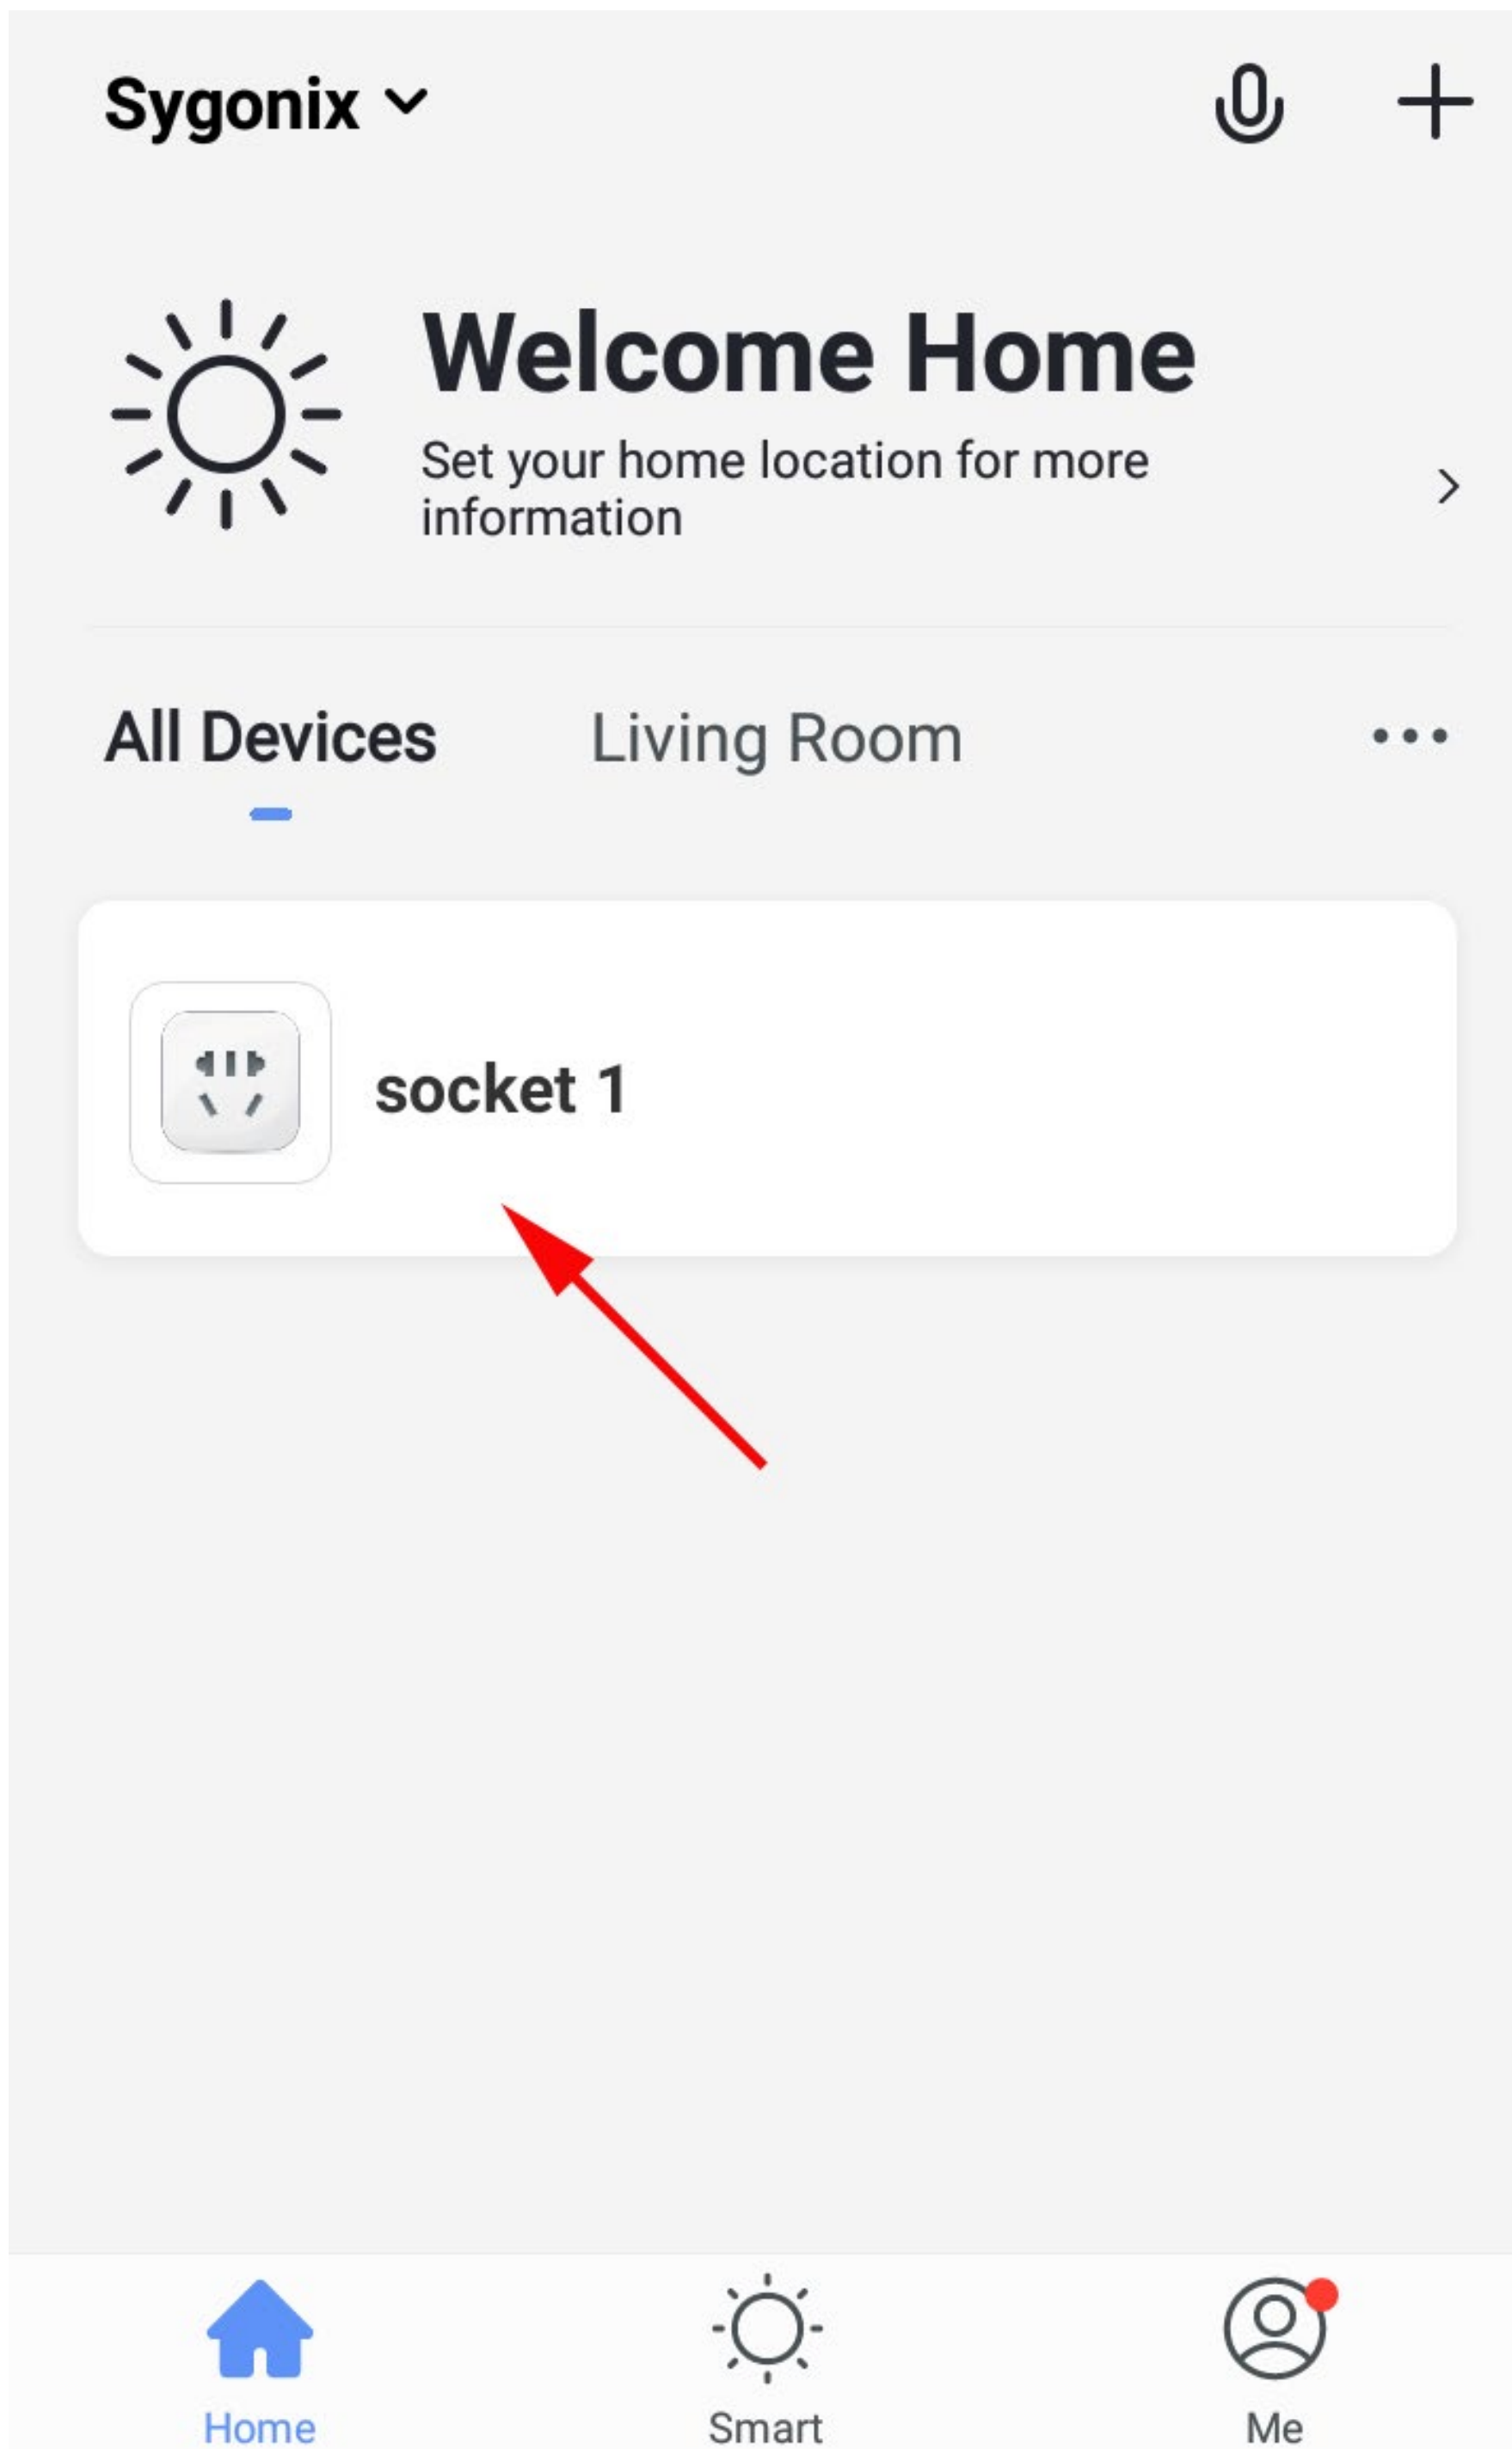 Sygonix
Welcome Home
Set your home location for more
information
All Devices
Living Room
socket 1
Home
Smart
Me